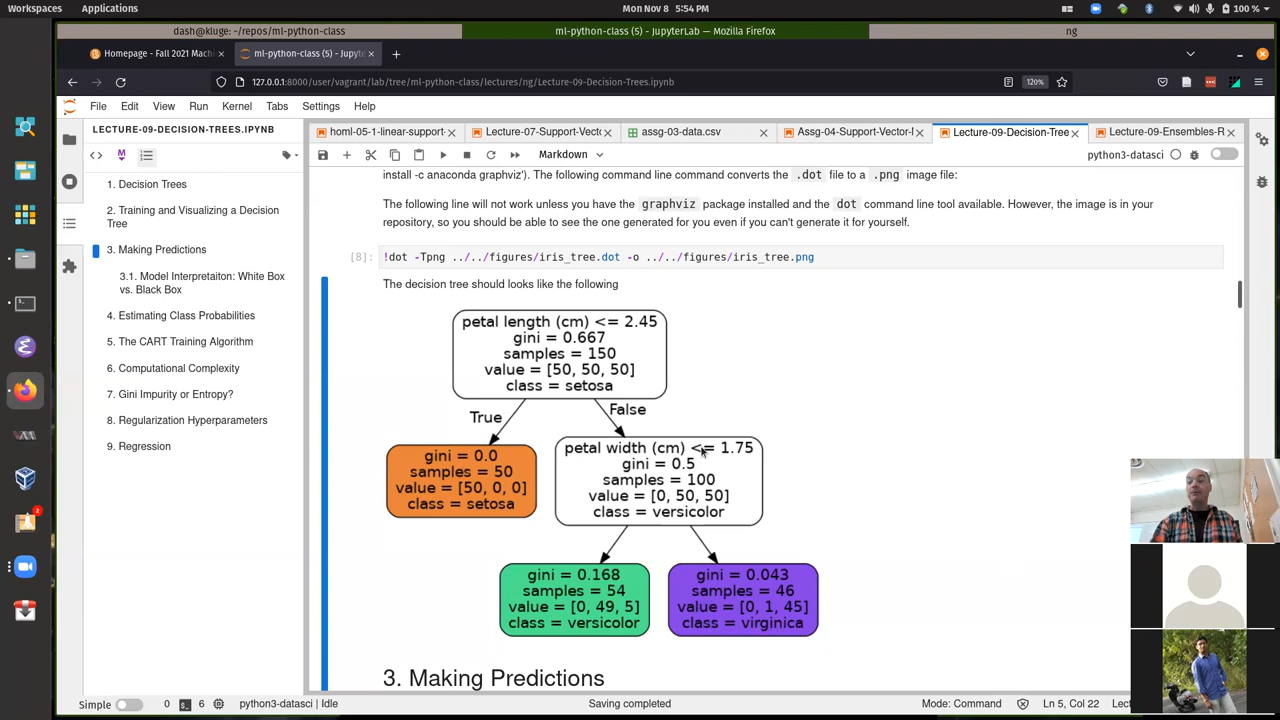 Workspaces Applications Mon Nov 8 5:54 PM 100 %
dash@kluge: ~/repos/ml-python-class ml-python-class (5) - JupyterLab — Mozilla Firefox ng
Homepage - Fall 2021 Mach ml-python-class (5) - Jupyt
127.0.0.1:8000/user/vagrant/lab/tree/ml-python-class/lectures/ng/Lecture-09-Decision-Trees.ipynb 120%
File Edit View Run Kernel Tabs Settings Help
LECTURE-09-DECISION-TREES.IPYNB
1. Decision Trees
2. Training and Visualizing a Decision
Tree
3. Making Predictions
3.1. Model Interpretaiton: White Box
vs. Black Box
4. Estimating Class Probabilities
5. The CART Training Algorithm
6. Computational Complexity
7. Gini Impurity or Entropy?
8. Regularization Hyperparameters
9. Regression
homl-05-1-linear-support- Lecture-07-Support-Vecto assg-03-data.csv Assg-04-Support-Vector-I Lecture-09-Decision-Tree Lecture-09-Ensembles-R
Markdown python3-datasci
install -c anaconda graphviz'). The following command line command converts the .dot file to a .png image file:
The following line will not work unless you have the graphviz package installed and the dot command line tool available. However, the image is in your
repository, so you should be able to see the one generated for you even if you can't generate it for yourself.
[8]: !dot -Tpng ../../figures/iris_tree.dot -o ../../figures/iris_tree.png
The decision tree should looks like the following
petal length (cm) <= 2.45
gini = 0.667
samples = 150
value = [50, 50, 50]
class = setosa
True False
gini = 0.0
samples = 50
value = [50, 0, 0]
class = setosa
petal width (cm) <= 1.75
gini = 0.5
samples = 100
value = [0, 50, 50]
class = versicolor
gini = 0.168
samples = 54
value = [0, 49, 5]
class = versicolor
gini = 0.043
samples = 46
value = [0, 1, 45]
class = virginica
3. Making Predictions
Simple 0 6 python3-datasci | Idle Saving completed Mode: Command Ln 5, Col 22 Lect
2